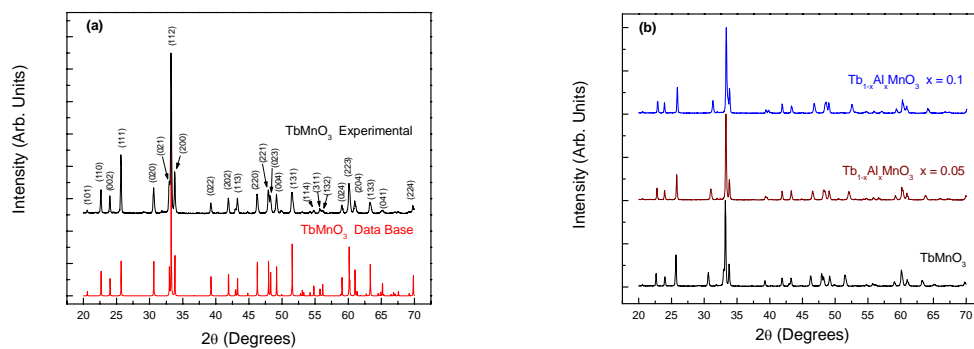 (a)
Intensity (Arb. Units)
TbMnO₃ Experimental
TbMnO₃ Data Base
(101)
(110)
(002)
(111)
(020)
(021)
(112)
(200)
(022)
(202)
(113)
(220)
(221)
(023)
(004)
(131)
(114)
(311)
(132)
(024)
(223)
(204)
(133)
(041)
(224)
20 25 30 35 40 45 50 55 60 65 70
2θ (Degrees)
(b)
Intensity (Arb. Units)
Tb₁₋ₓAlₓMnO₃ x = 0.1
Tb₁₋ₓAlₓMnO₃ x = 0.05
TbMnO₃
20 25 30 35 40 45 50 55 60 65 70
2θ (Degrees)